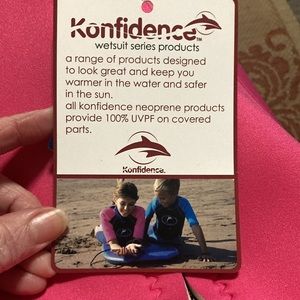 Konfidence™
wetsuit series products
a range of products designed
to look great and keep you
warmer in the water and safer
in the sun.
all konfidence neoprene products
provide 100% UVPF on covered
parts.
Konfidence.